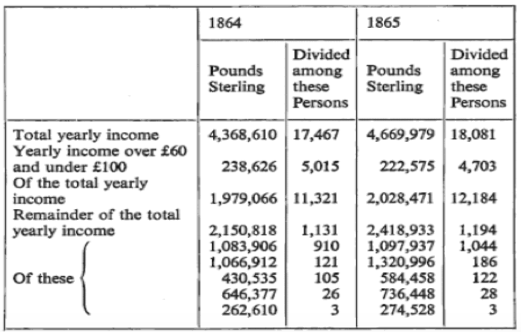 1864 1865
Pounds Sterling Divided among these Persons Pounds Sterling Divided among these Persons
Total yearly income 4,368,610 17,467 4,669,979 18,081
Yearly income over £60
and under £100 238,626 5,015 222,575 4,703
Of the total yearly
income 1,979,066 11,321 2,028,471 12,184
Remainder of the total
yearly income 2,150,818 1,131 2,418,933 1,194
1,083,906 910 1,097,937 1,044
1,066,912 121 1,320,996 186
Of these 430,535 105 584,458 122
646,377 26 736,448 28
262,610 3 274,528 3